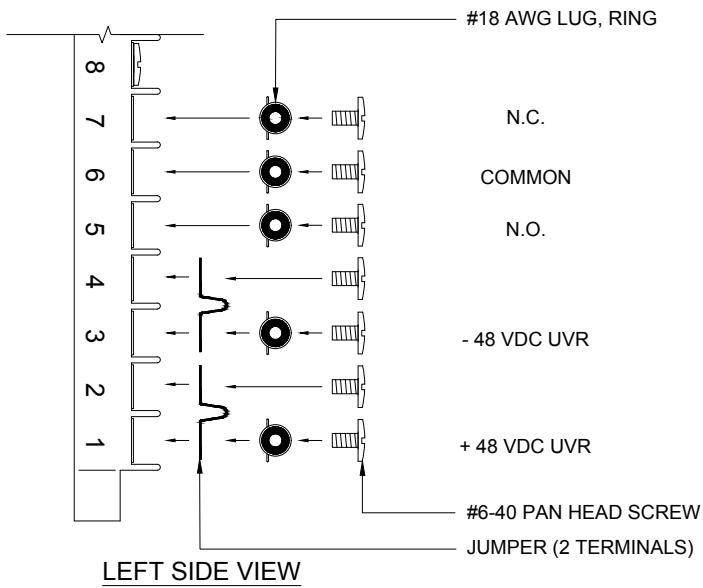 #18 AWG LUG, RING
8
7
N.C.
6
COMMON
5
N.O.
4
3
- 48 VDC UVR
2
1
+ 48 VDC UVR
#6-40 PAN HEAD SCREW
JUMPER (2 TERMINALS)
LEFT SIDE VIEW